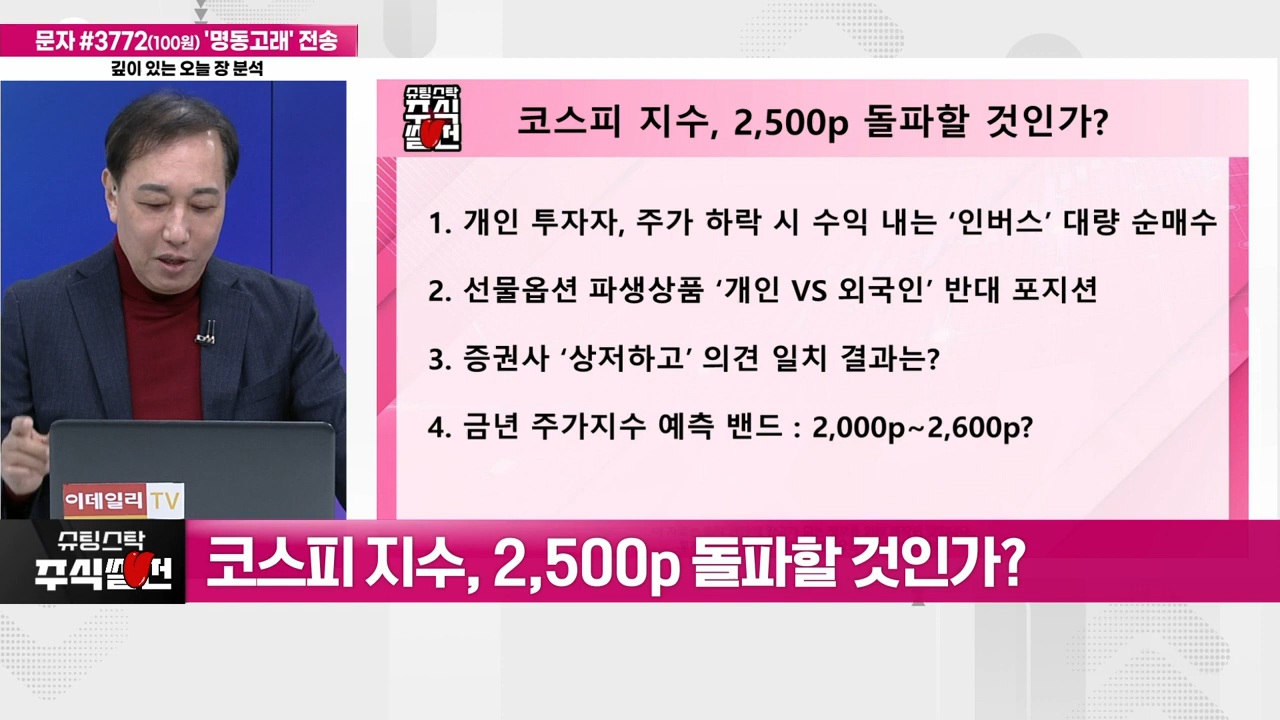 문자 #3772(100원) '명동고래' 전송
깊이 있는 오늘 장 분석
슈팅스탁
주식썰전
코스피 지수, 2,500p 돌파할 것인가?
1. 개인 투자자, 주가 하락 시 수익 내는 ‘인버스’ 대량 순매수
2. 선물옵션 파생상품 ‘개인 VS 외국인’ 반대 포지션
3. 증권사 ‘상저하고’ 의견 일치 결과는?
4. 금년 주가지수 예측 밴드 : 2,000p~2,600p?
이데일리 TV
슈팅스탁
주식썰전
코스피 지수, 2,500p 돌파할 것인가?